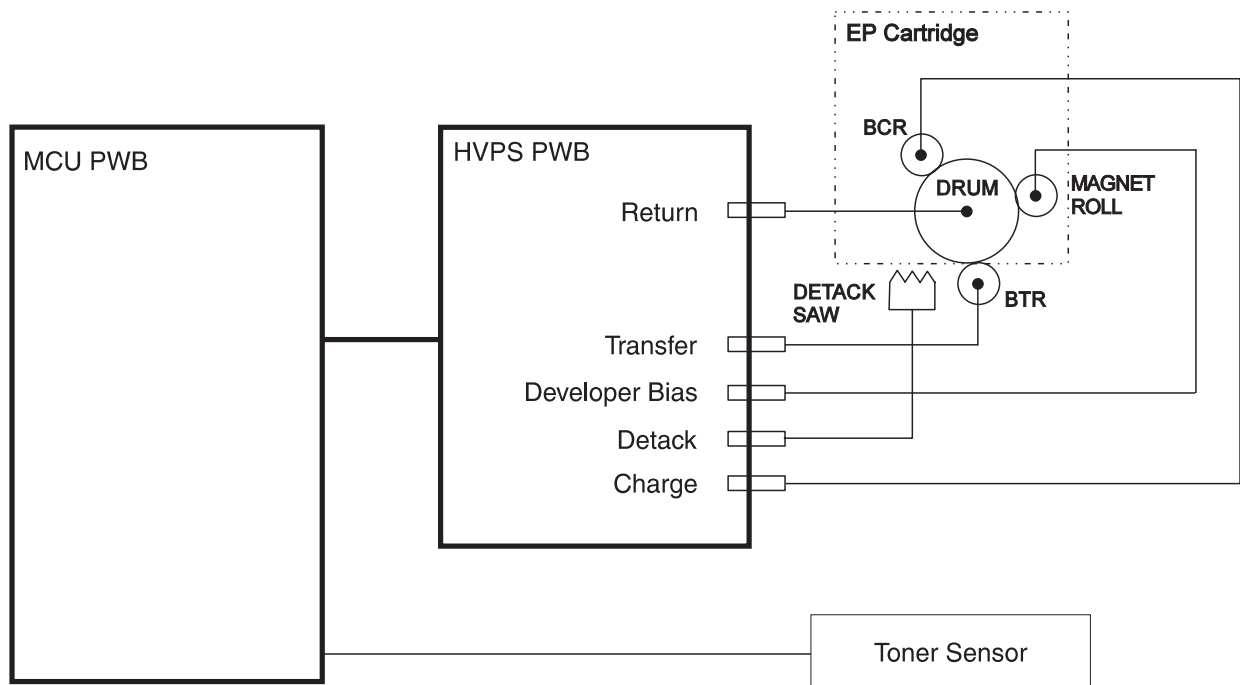 EP Cartridge
MCU PWB
HVPS PWB
BCR
DRUM
MAGNET
ROLL
Return
DETACK
SAW
BTR
Transfer
Developer Bias
Detack
Charge
Toner Sensor